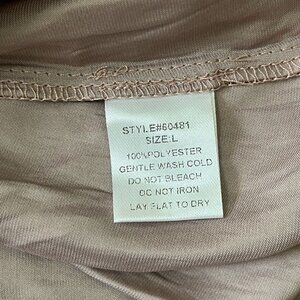 STYLE#60481
SIZE:L
100%POLYESTER
GENTLE WASH COLD
DO NOT BLEACH
DO NOT IRON
LAY FLAT TO DRY